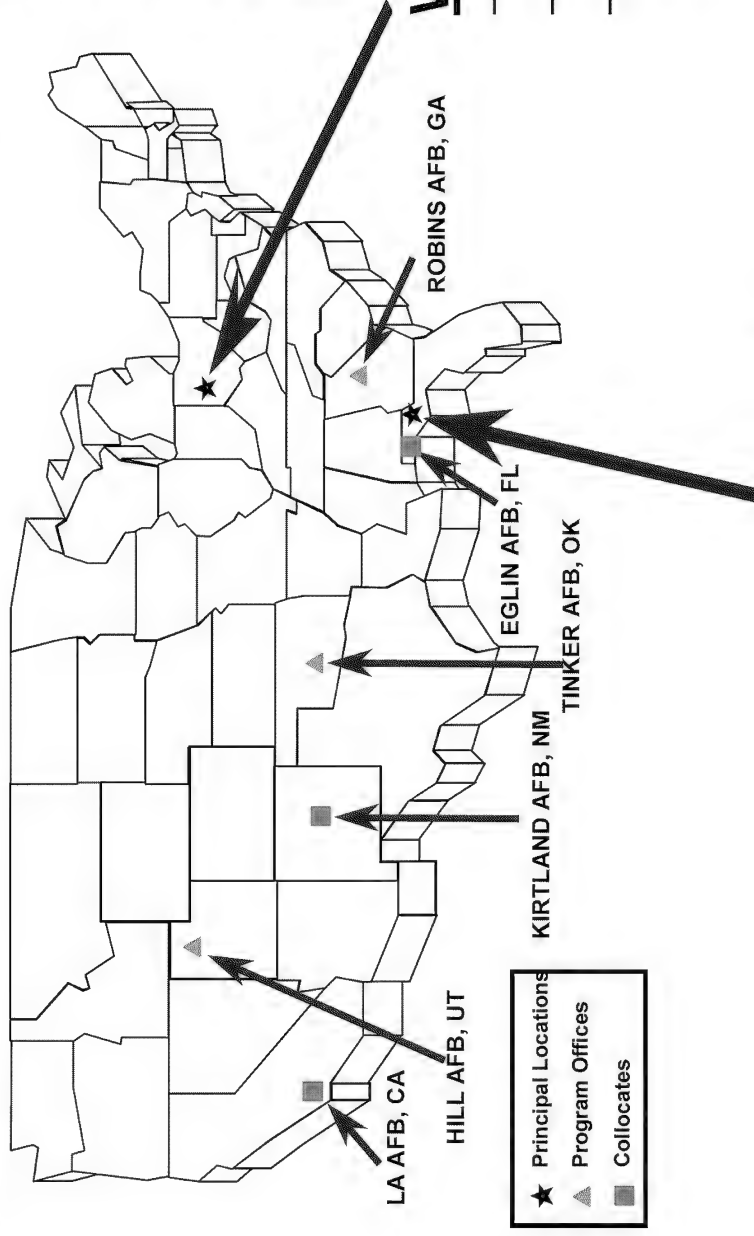 ROBINS AFB, GA
EGLIN AFB, FL
TINKER AFB, OK
KIRTLAND AFB, NM
HILL AFB, UT
LA AFB, CA
Principal Locations
Program Offices
Collocates